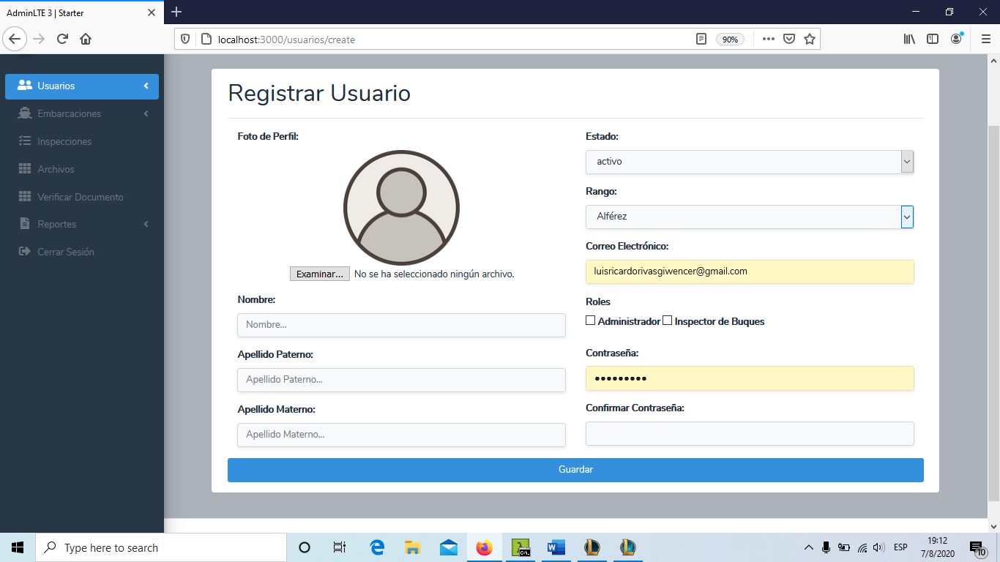 AdminLTE 3 | Starter
localhost:3000/usuarios/create
90%
Usuarios
Embarcaciones
Inspecciones
Archivos
Verificar Documento
Reportes
Cerrar Sesión
Registrar Usuario
Foto de Perfil:
Examinar... No se ha seleccionado ningún archivo.
Nombre:
Nombre...
Apellido Paterno:
Apellido Paterno...
Apellido Materno:
Apellido Materno...
Estado:
activo
Rango:
Alférez
Correo Electrónico:
luisricardorivasgiwencer@gmail.com
Roles
Administrador Inspector de Buques
Contraseña:
•••••••••
Confirmar Contraseña:
Guardar
Type here to search
C:\.
ESP
19:12
7/8/2020
10